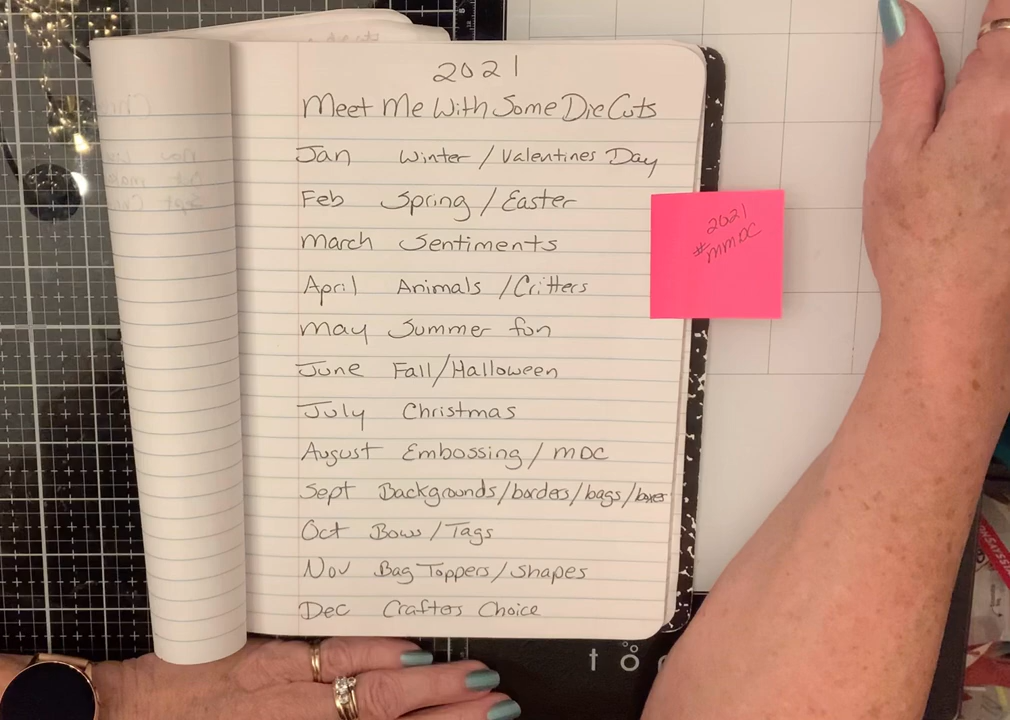 2021
Meet Me With Some Die Cuts
Jan Winter / Valentines Day
Feb Spring / Easter
March Sentiments
April Animals / Critters
May Summer fun
June Fall/Halloween
July Christmas
August Embossing / MDC
Sept Backgrounds/borders/bags/boxes
Oct Bows / Tags
Nov Bag Toppers / shapes
Dec Crafters Choice
2021
#MMDC